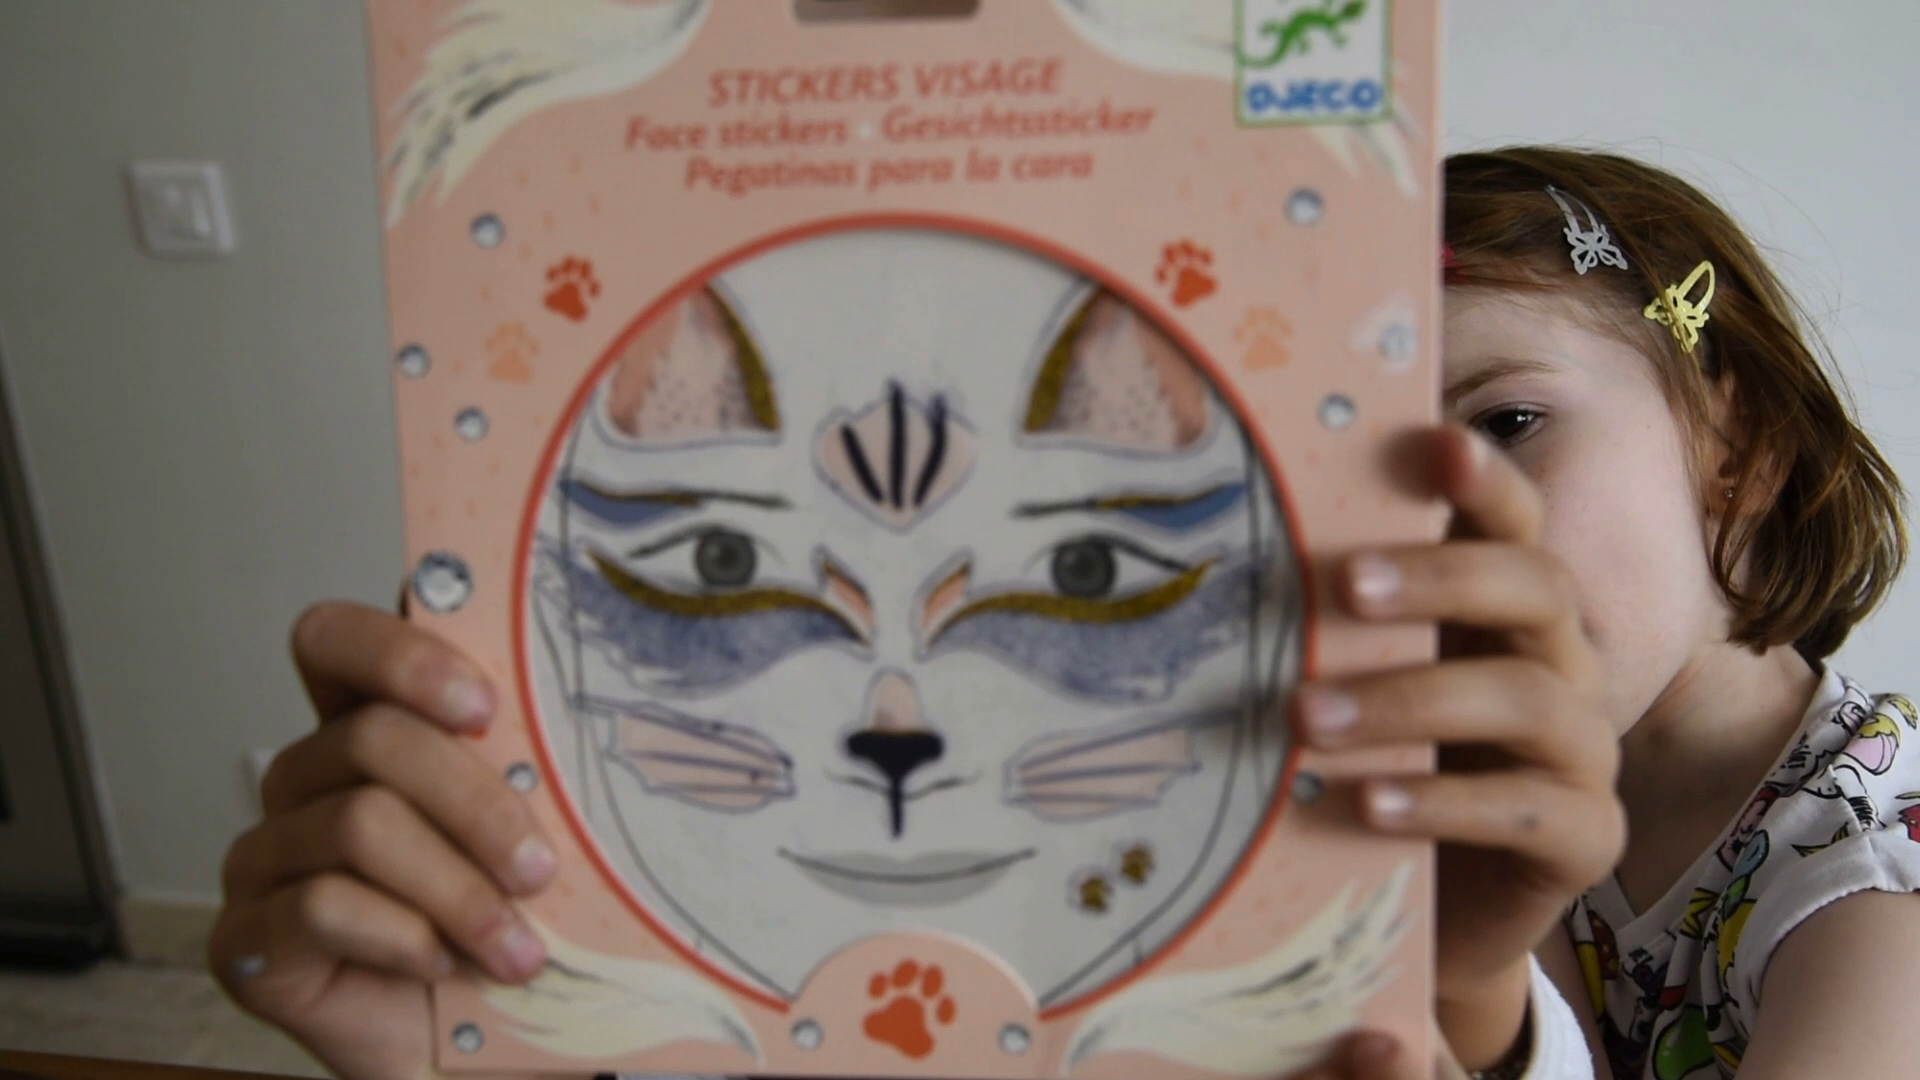 DJECO
STICKERS VISAGE
Face stickers • Gesichtssticker
Pegatinas para la cara